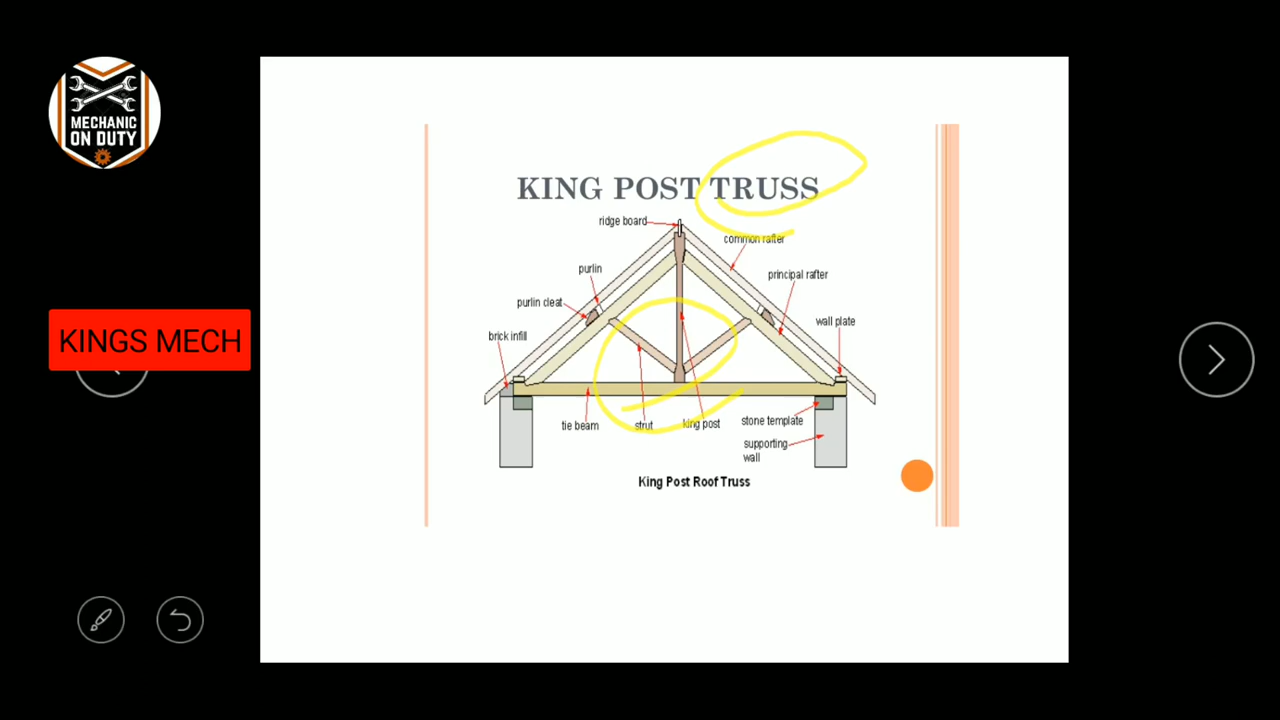 MECHANIC
ON DUTY
KINGS MECH
KING POST TRUSS
ridge board
common rafter
purlin
principal rafter
purlin cleat
wall plate
brick infill
tie beam
strut
king post
stone template
supporting
wall
King Post Roof Truss